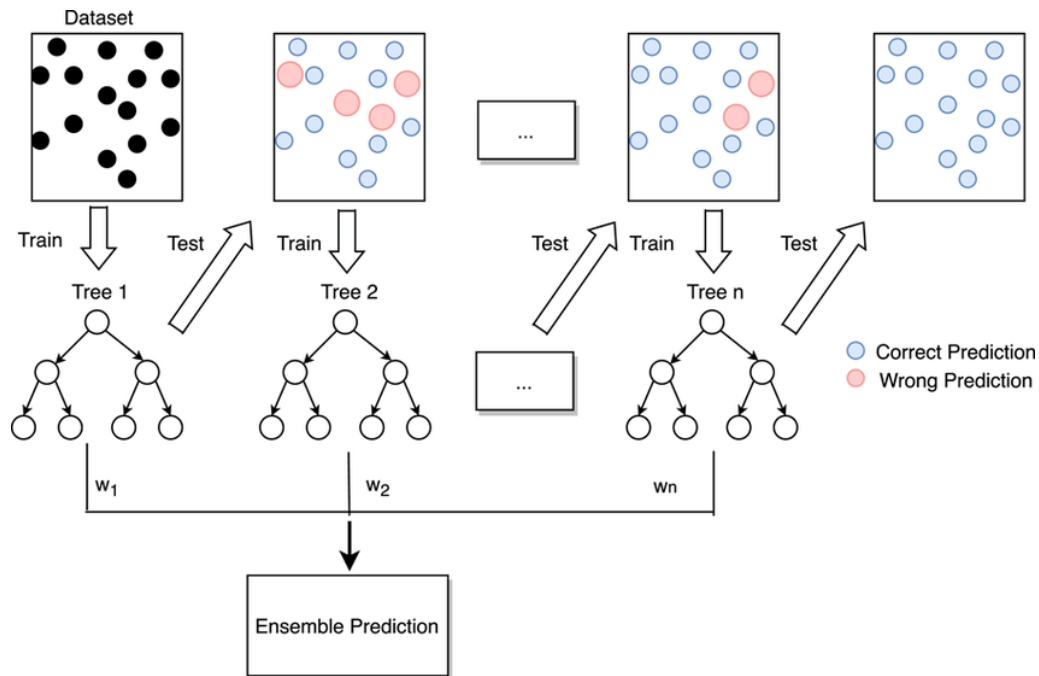 Dataset
...
Train
Test
Train
Test
Train
Test
Tree 1
Tree 2
Tree n
...
Correct Prediction
Wrong Prediction
w1
w2
wn
Ensemble Prediction